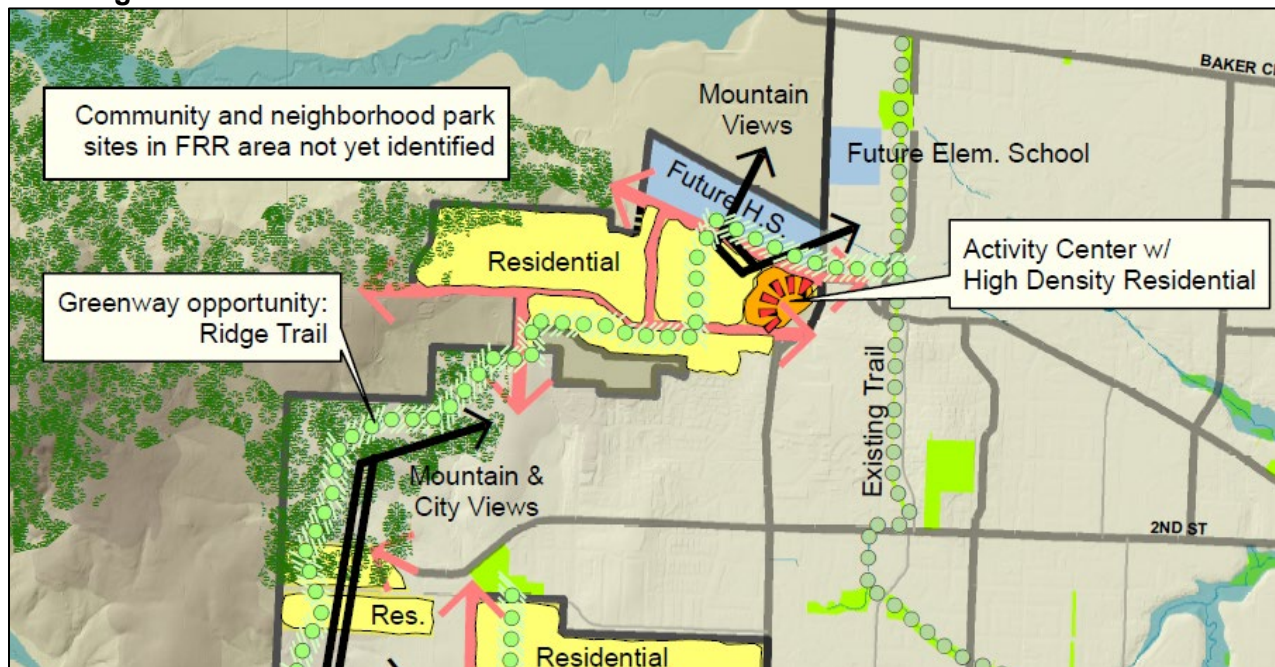 BAKER C
Community and neighborhood park
sites in FRR area not yet identified
Mountain
Views
Future Elem. School
Future H.S.
Residential
Activity Center w/
High Density Residential
Greenway opportunity:
Ridge Trail
Existing Trail
Mountain &
City Views
2ND ST
Res.
Residential